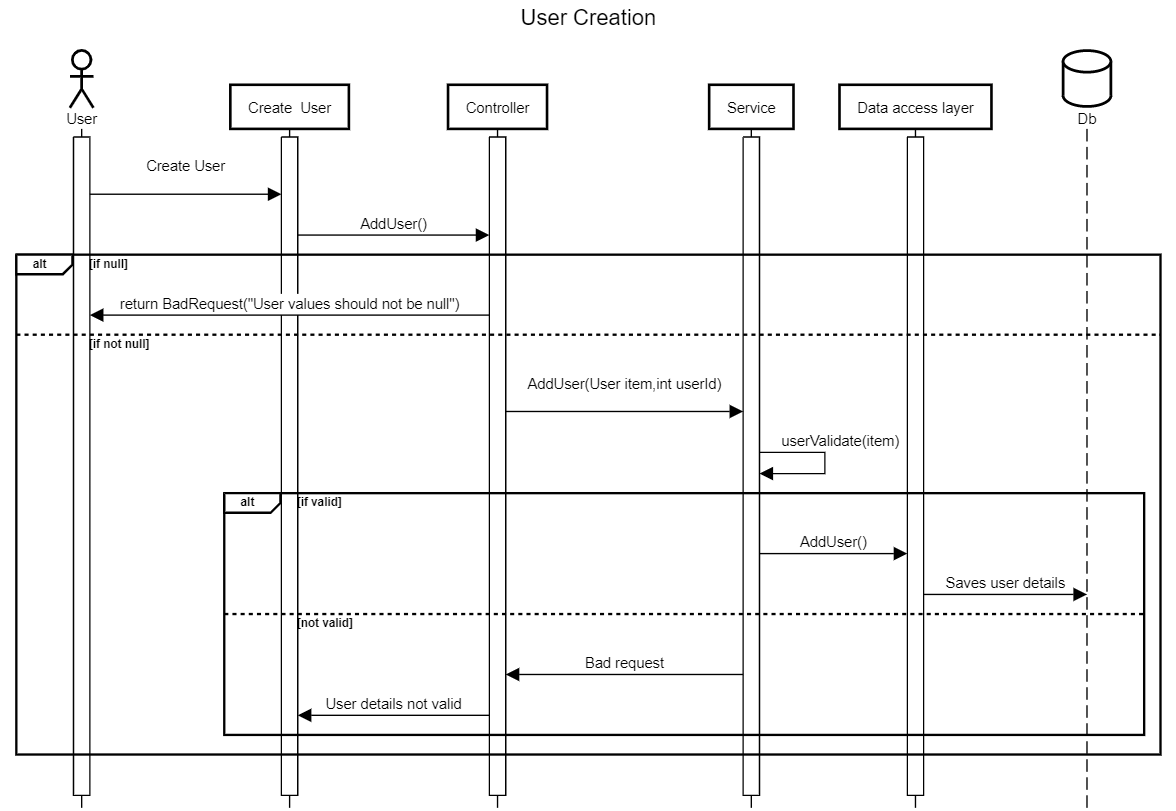 User Creation
User
Create  User
Controller
Service
Data access layer
Db
Create User
AddUser()
alt
[if null]
return BadRequest("User values should not be null")
[if not null]
AddUser(User item,int userId)
userValidate(item)
alt
[if valid]
AddUser()
Saves user details
[not valid]
Bad request
User details not valid